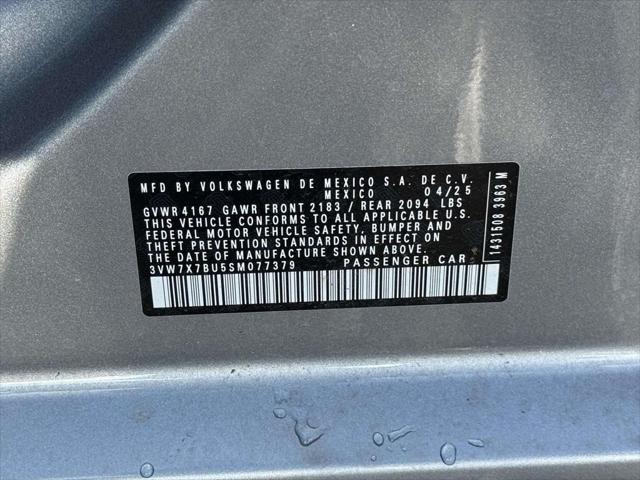 MFD BY VOLKSWAGEN DE MEXICO S.A. DE C.V.
MEXICO 04/25
GVWR 4167 GAWR FRONT 2183 / REAR 2094 LBS
THIS VEHICLE CONFORMS TO ALL APPLICABLE U.S.
FEDERAL MOTOR VEHICLE SAFETY, BUMPER AND
THEFT PREVENTION STANDARDS IN EFFECT ON
THE DATE OF MANUFACTURE SHOWN ABOVE.
3VW7X7BU5SM077379 PASSENGER CAR
1431508 3963 M